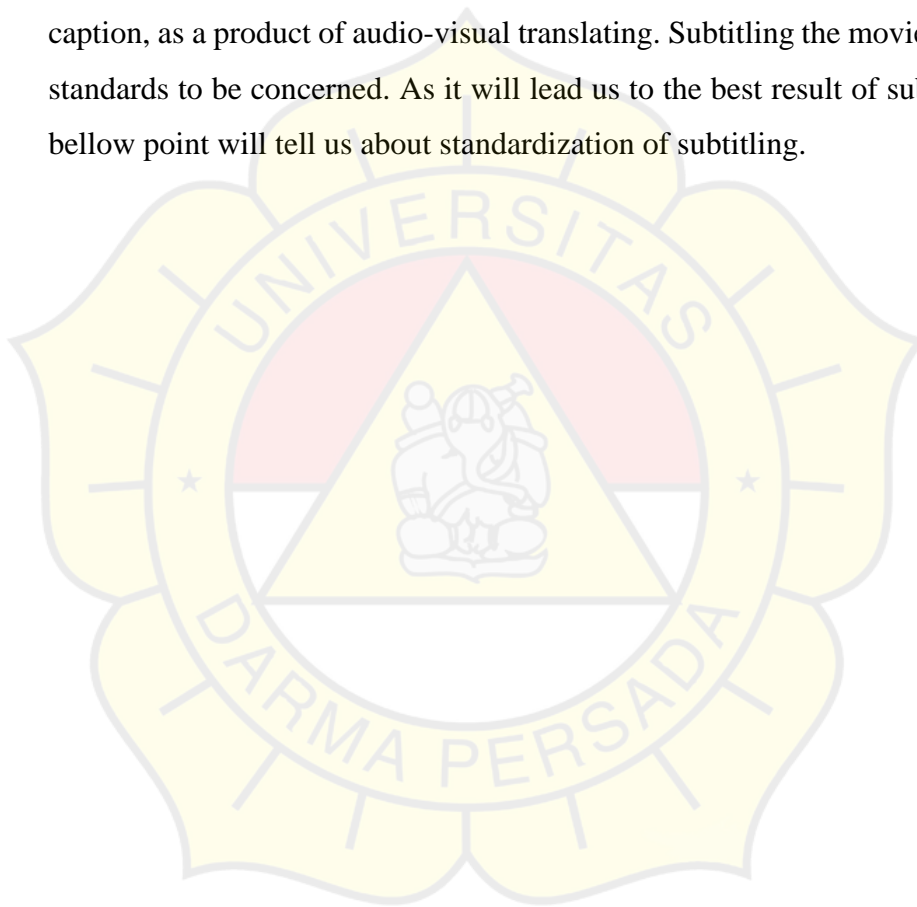 caption, as a product of audio-visual translating. Subtitling the movie
standards to be concerned. As it will lead us to the best result of
bellow point will tell us about standardization of subtitling.
UNIVERSITAS
DARMA PERSADA